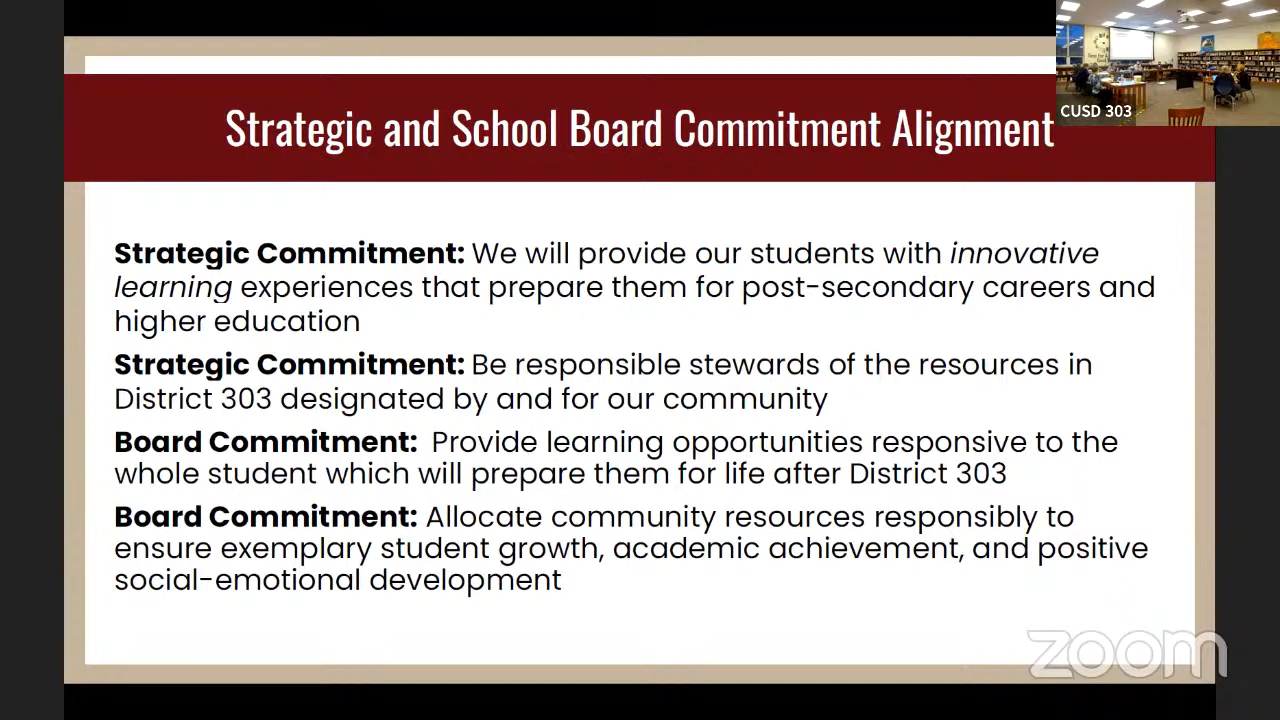 CUSD 303
Strategic and School Board Commitment Alignment
Strategic Commitment: We will provide our students with innovative
learning experiences that prepare them for post-secondary careers and
higher education
Strategic Commitment: Be responsible stewards of the resources in
District 303 designated by and for our community
Board Commitment: Provide learning opportunities responsive to the
whole student which will prepare them for life after District 303
Board Commitment: Allocate community resources responsibly to
ensure exemplary student growth, academic achievement, and positive
social-emotional development
zoom